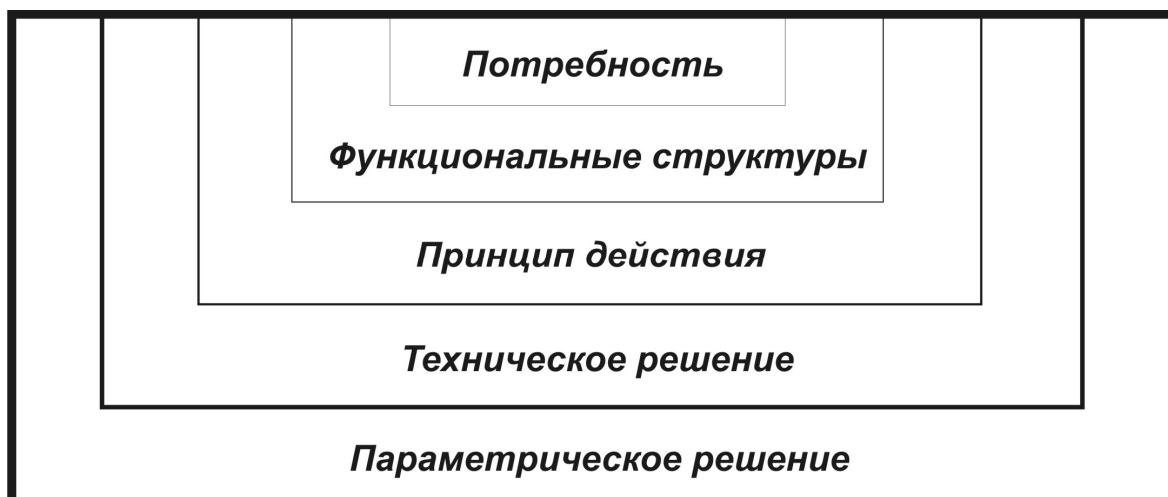 Потребность
Функциональные структуры
Принцип действия
Техническое решение
Параметрическое решение